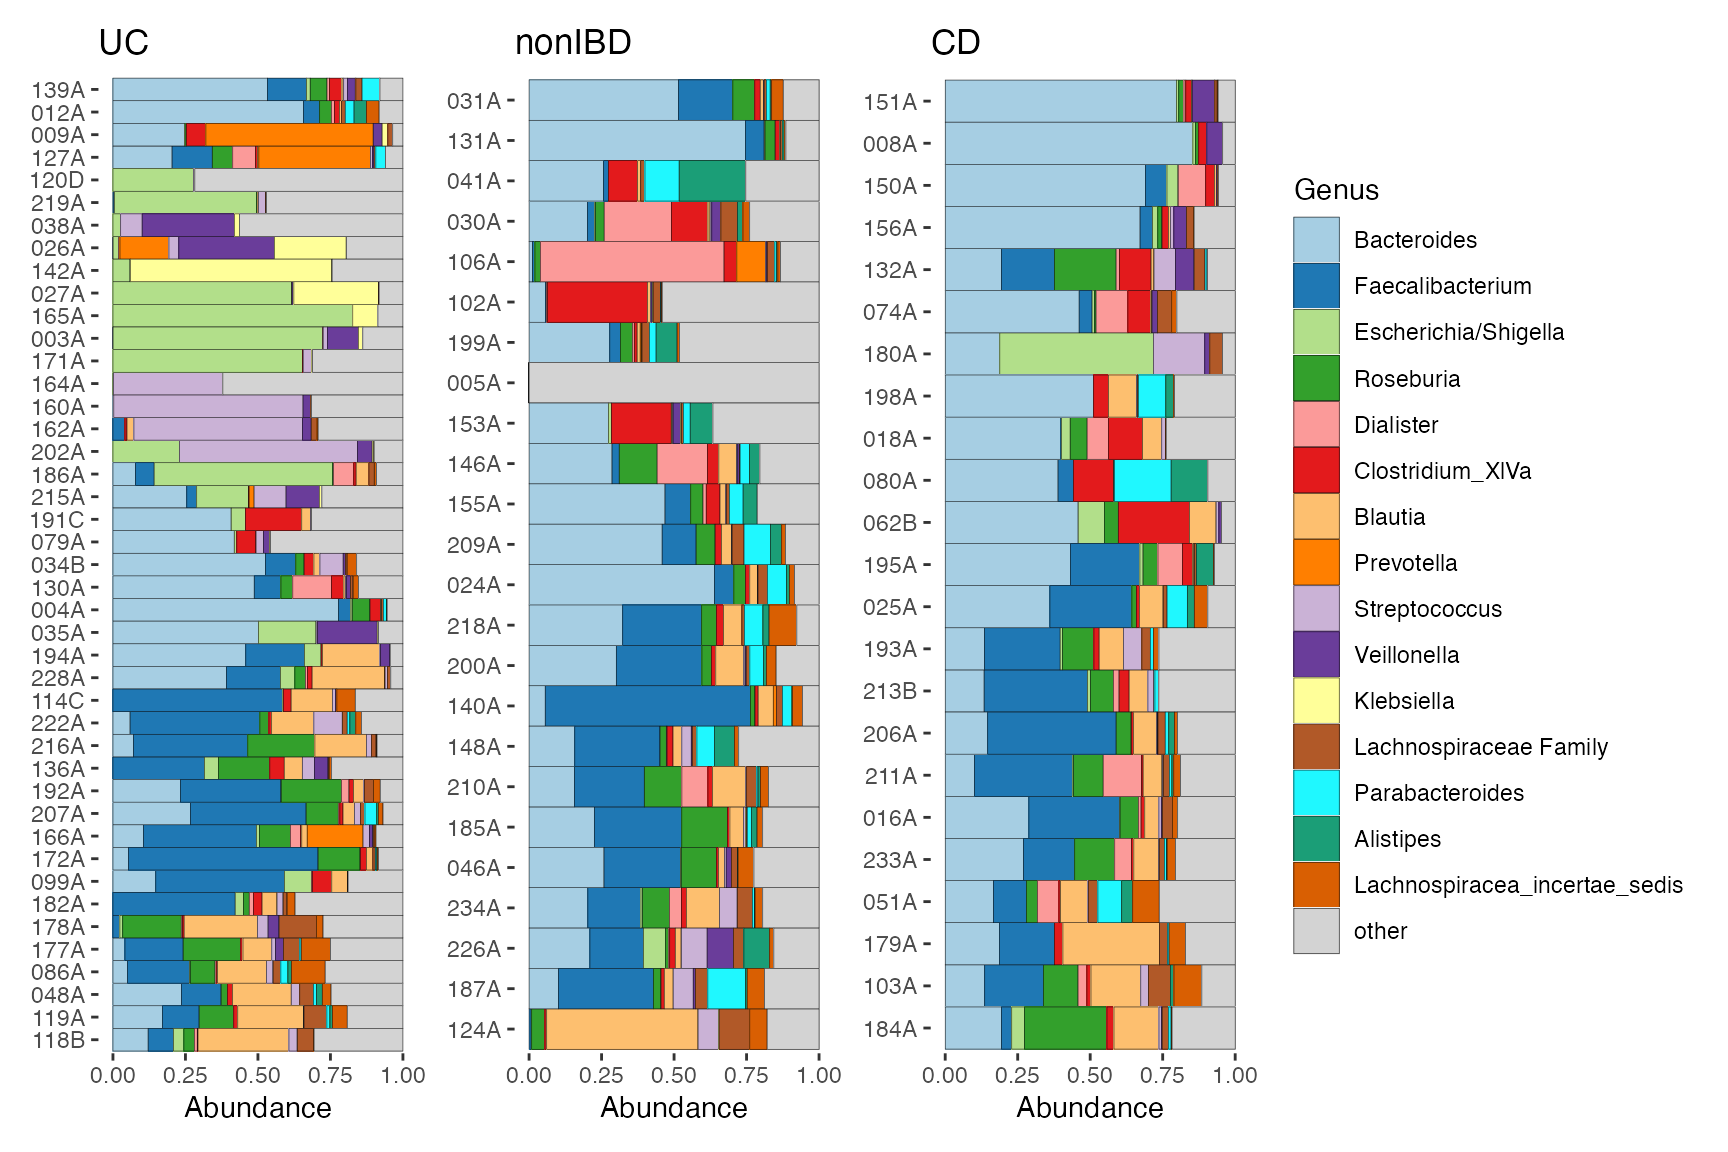 UC
139A
012A
009A
127A
120D
219A
038A
026A
142A
027A
165A
003A
171A
164A
160A
162A
202A
186A
215A
191C
079A
034B
130A
004A
035A
194A
228A
114C
222A
216A
136A
192A
207A
166A
172A
099A
182A
178A
177A
086A
048A
119A
118B
0.00 0.25 0.50 0.75 1.00
Abundance
nonIBD
031A
131A
041A
030A
106A
102A
199A
005A
153A
146A
155A
209A
024A
218A
200A
140A
148A
210A
185A
046A
234A
226A
187A
124A
0.00 0.25 0.50 0.75 1.00
Abundance
CD
151A
008A
150A
156A
132A
074A
180A
198A
018A
080A
062B
195A
025A
193A
213B
206A
211A
016A
233A
051A
179A
103A
184A
0.00 0.25 0.50 0.75 1.00
Abundance
Genus
Bacteroides
Faecalibacterium
Escherichia/Shigella
Roseburia
Dialister
Clostridium_XlVa
Blautia
Prevotella
Streptococcus
Veillonella
Klebsiella
Lachnospiraceae Family
Parabacteroides
Alistipes
Lachnospiracea_incertae_sedis
other